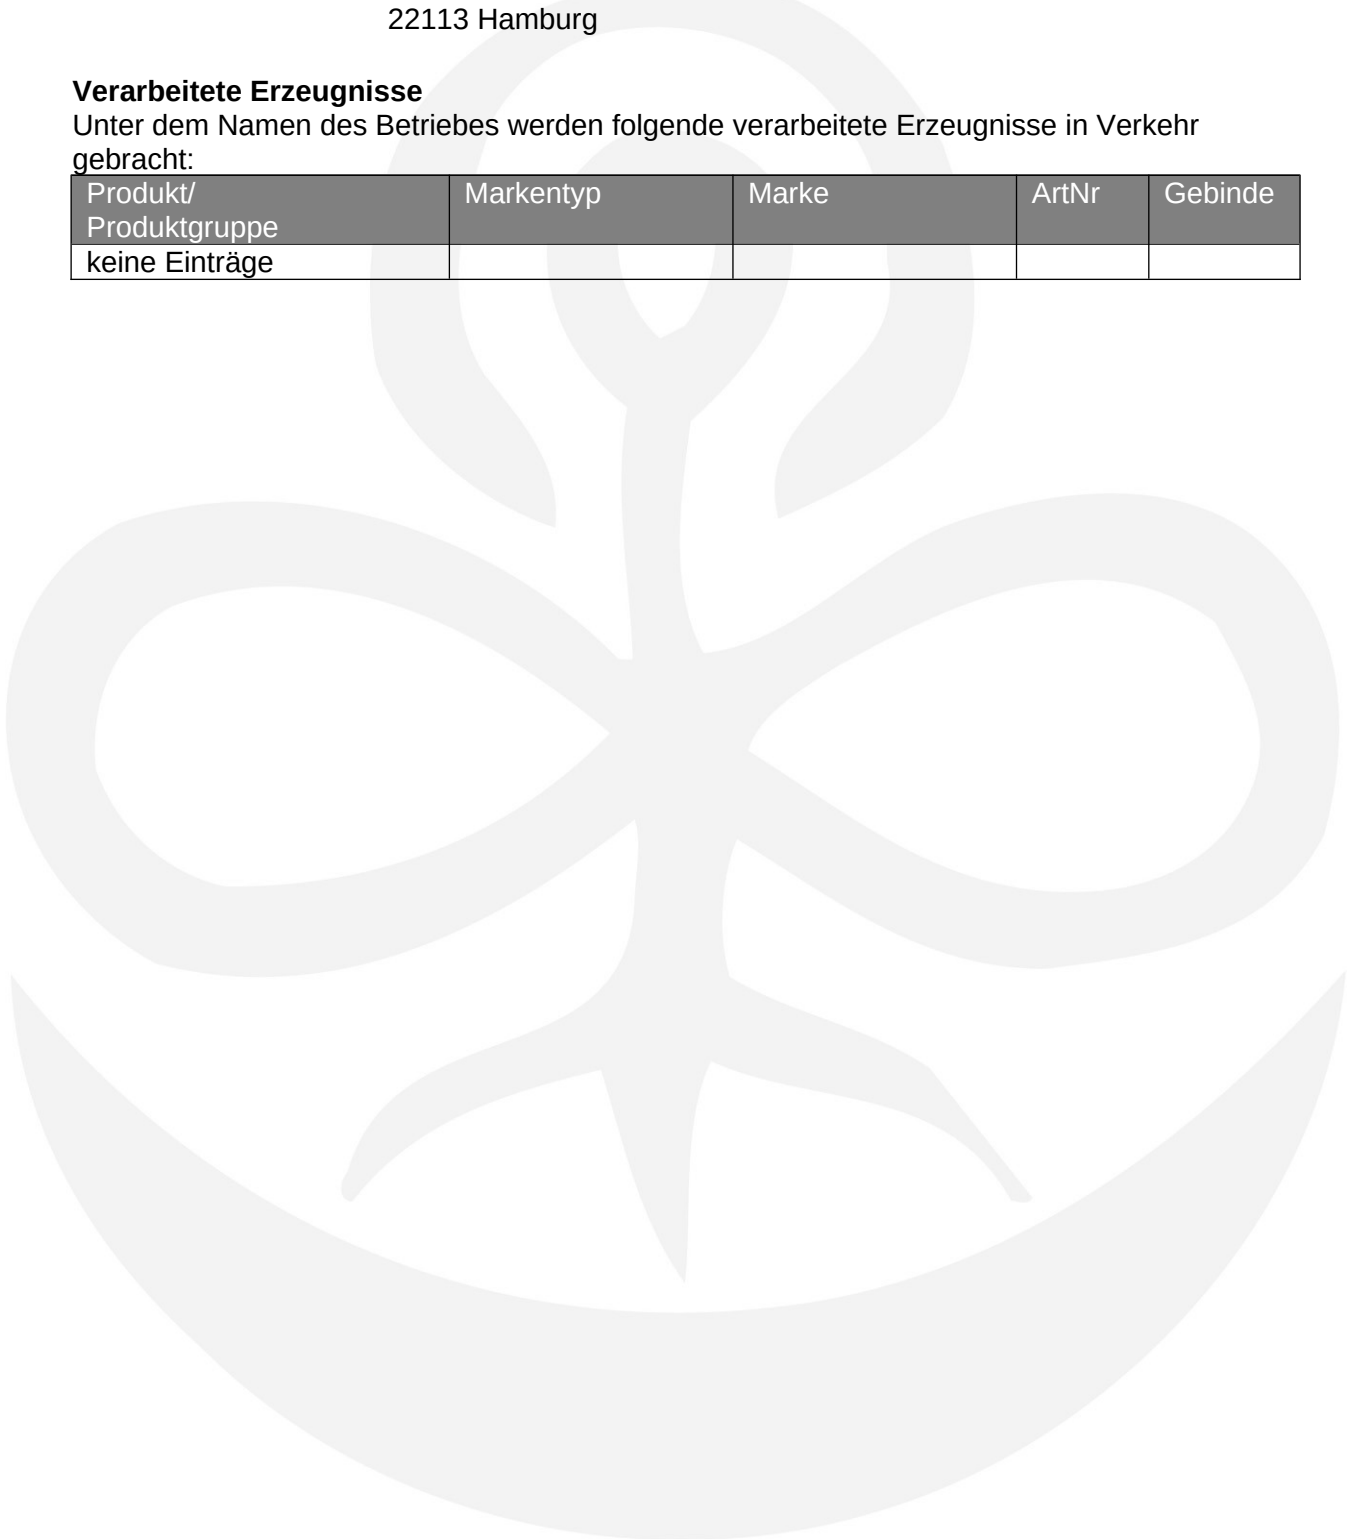 22113 Hamburg
Verarbeitete Erzeugnisse
Unter dem Namen des Betriebes werden folgende verarbeitete Erzeugnisse in Verkehr
gebracht:
Produkt/ Markentyp Marke ArtNr Gebinde
Produktgruppe
keine Einträge